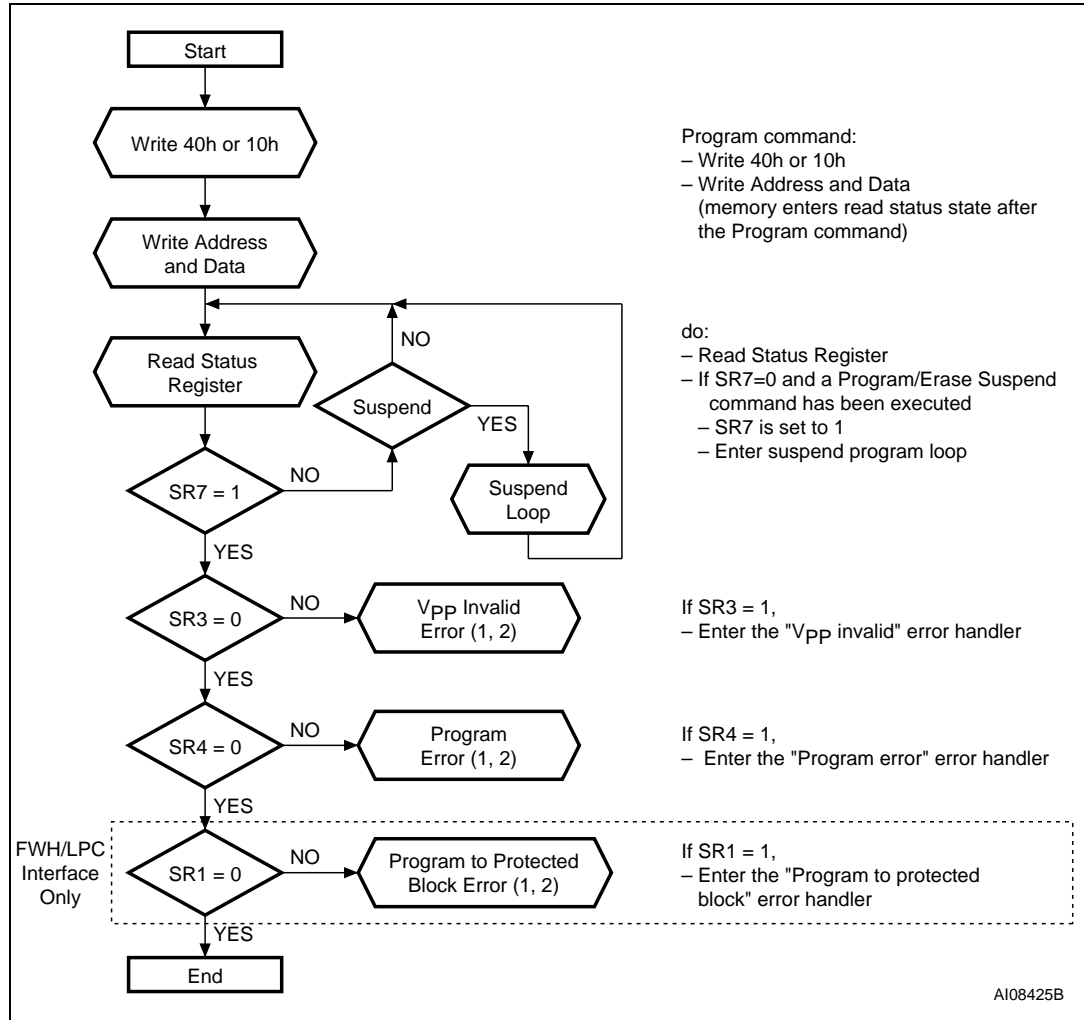 Start
Write 40h or 10h
Program command:
– Write 40h or 10h
– Write Address and Data
(memory enters read status state after
the Program command)
Write Address
and Data
NO
do:
– Read Status Register
– If SR7=0 and a Program/Erase Suspend
command has been executed
– SR7 is set to 1
– Enter suspend program loop
Read Status
Register
Suspend
YES
NO
SR7 = 1
Suspend
Loop
YES
SR3 = 0
NO
VPP Invalid
Error (1, 2)
If SR3 = 1,
– Enter the "VPP invalid" error handler
YES
SR4 = 0
NO
Program
Error (1, 2)
If SR4 = 1,
– Enter the "Program error" error handler
YES
FWH/LPC
Interface
Only
SR1 = 0
NO
Program to Protected
Block Error (1, 2)
If SR1 = 1,
– Enter the "Program to protected
block" error handler
YES
End
AI08425B